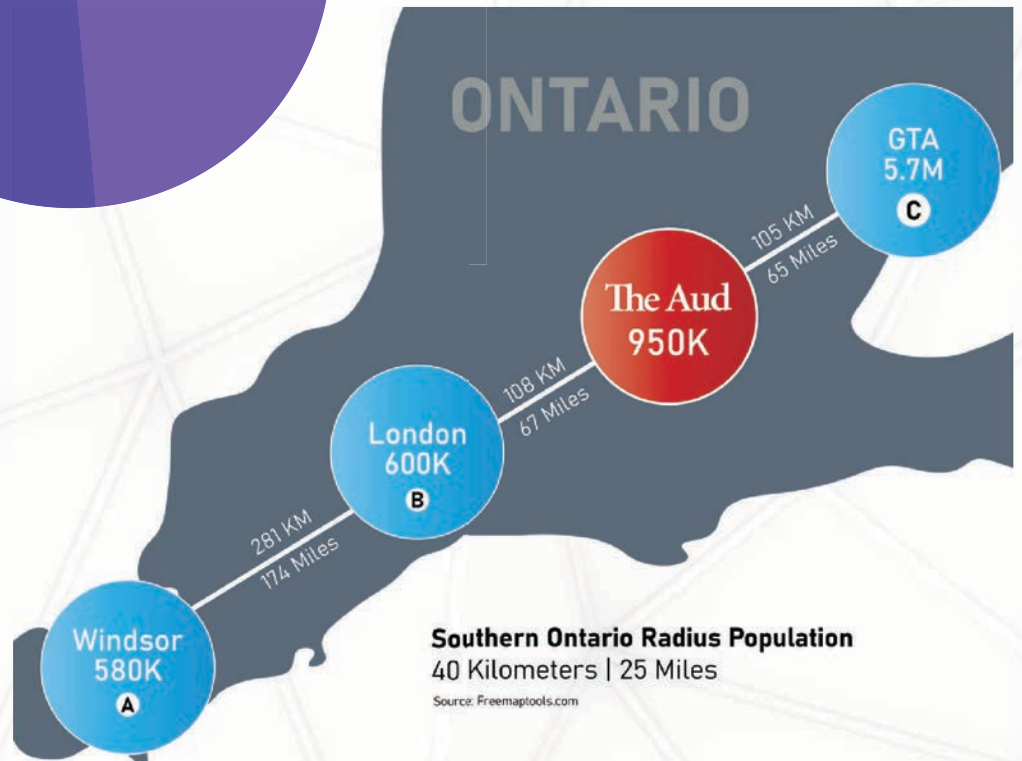 ONTARIO
GTA
5.7M
C
105 KM
65 Miles
The Aud
950K
108 KM
67 Miles
London
600K
B
281 KM
174 Miles
Windsor
580K
A
Southern Ontario Radius Population
40 Kilometers | 25 Miles
Source: Freemaptools.com